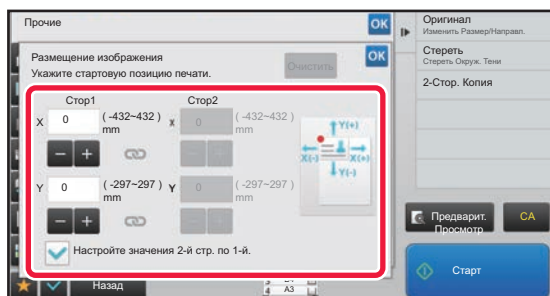 Прочие
OK
Размещение изображения
Укажите стартовую позицию печати.
Очистить
OK
Стор1
Стор2
X 0 ( -432~432 ) mm
X 0 ( -432~432 ) mm
Y 0 ( -297~297 ) mm
Y 0 ( -297~297 ) mm
Y(+)
X(-) X(+)
Y(-)
Настройте значения 2-й стр. по 1-й.
Назад
4 A3
Оригинал
Изменить Размер/Направл.
Стереть
Стереть Окруж. Тени
2-Стор. Копия
Предварит.
Просмотр
CA
Старт